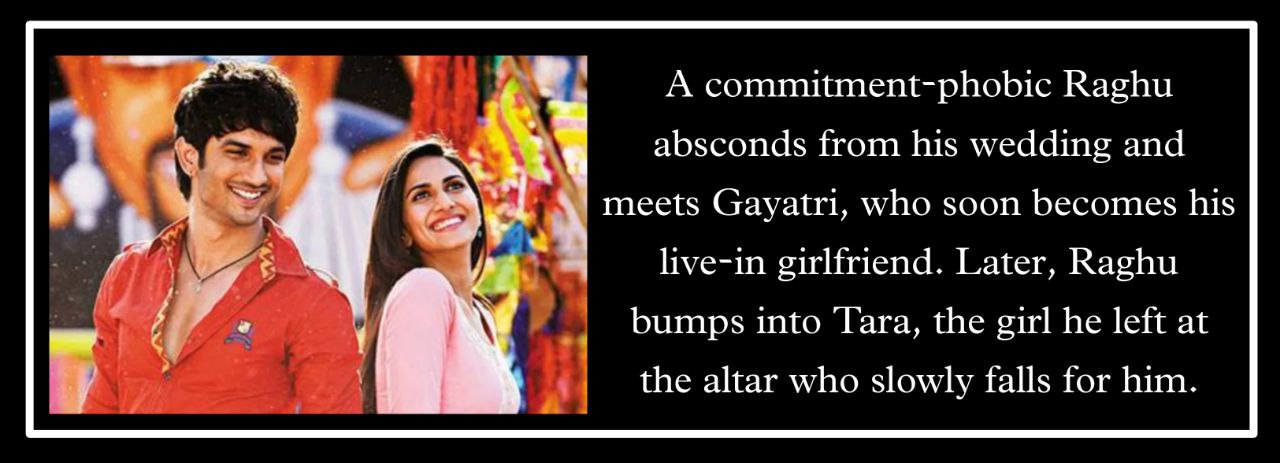 A commitment-phobic Raghu
absconds from his wedding and
meets Gayatri, who soon becomes his
live-in girlfriend. Later, Raghu
bumps into Tara, the girl he left at
the altar who slowly falls for him.